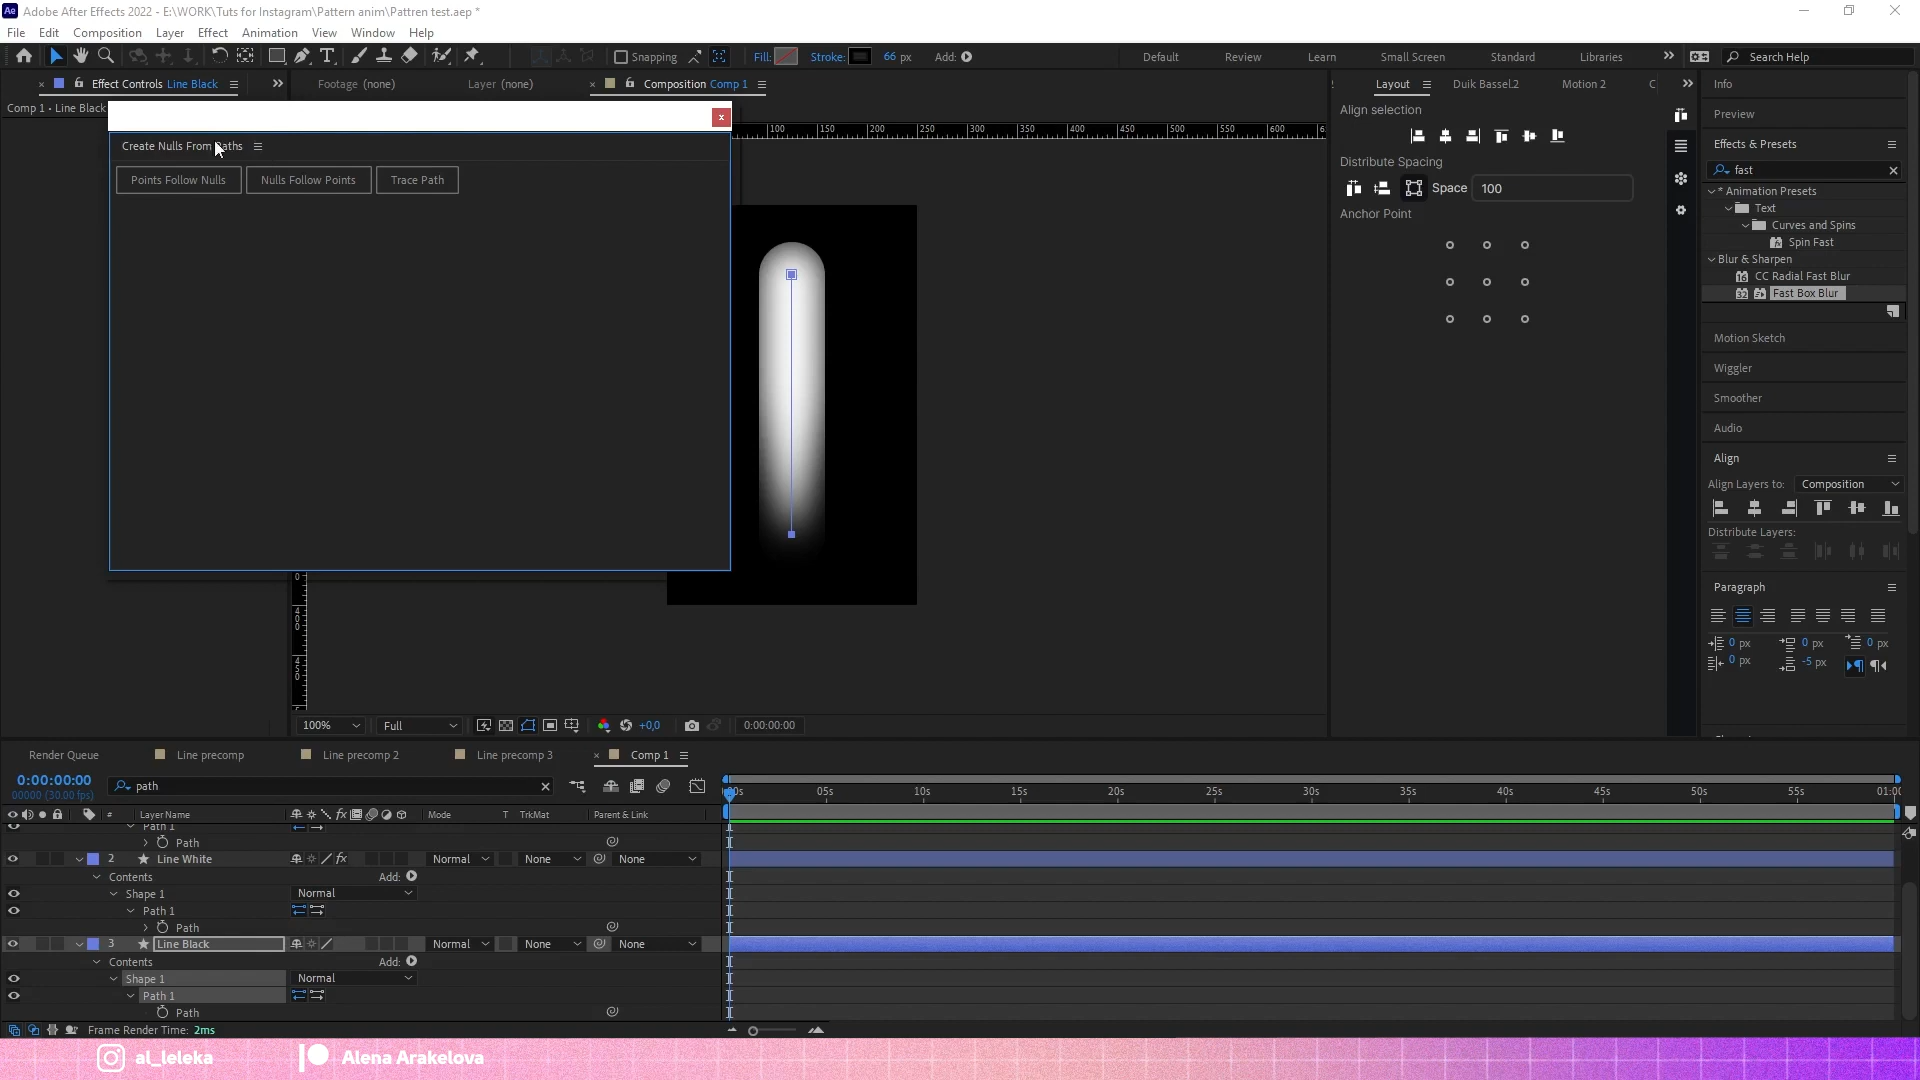 Adobe After Effects 2022 - E:\WORK\Tuts for Instagram\Pattern anim\Pattren test.aep *
File Edit Composition Layer Effect Animation View Window Help
Snapping Fill: Stroke: 66 px Add: Default Review Learn Small Screen Standard Libraries Search Help
Effect Controls Line Black Footage (none) Layer (none) Composition Comp 1 Layout Duik Bassel.2 Motion 2 C Info
Comp 1 • Line Black
Align selection
Preview
100 150 200 250 300 350 400 450 500 550 600
Create Nulls From Paths
Effects & Presets
Distribute Spacing
fast
Points Follow Nulls Nulls Follow Points Trace Path
Space 100
* Animation Presets
Text
Anchor Point
Curves and Spins
Spin Fast
Blur & Sharpen
CC Radial Fast Blur
Fast Box Blur
Motion Sketch
Wiggler
Smoother
Audio
Align
Align Layers to: Composition
Distribute Layers:
Paragraph
0 px 0 px 0 px
0 px -5 px
100% Full +0,0 0:00:00:00
Render Queue Line precomp Line precomp 2 Line precomp 3 Comp 1
0:00:00:00
00000 (30.00 fps)
path
05s 10s 15s 20s 25s 30s 35s 40s 45s 50s 55s 01:00
# Layer Name Mode T TrkMat Parent & Link
Path 1
Path
2 Line White Normal None None
Contents Add:
Shape 1 Normal
Path 1
Path
3 Line Black Normal None None
Contents Add:
Shape 1 Normal
Path 1
Path
Frame Render Time: 2ms
al_leleka Alena Arakelova